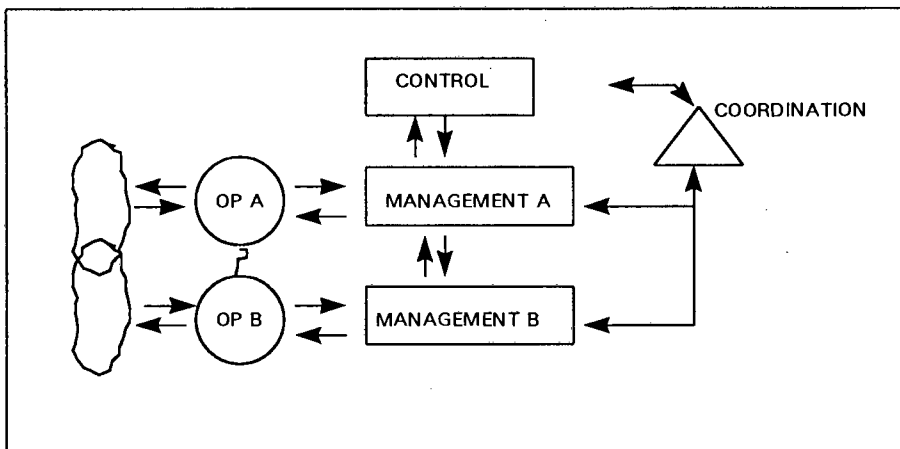 CONTROL
COORDINATION
OP A
MANAGEMENT A
OP B
MANAGEMENT B